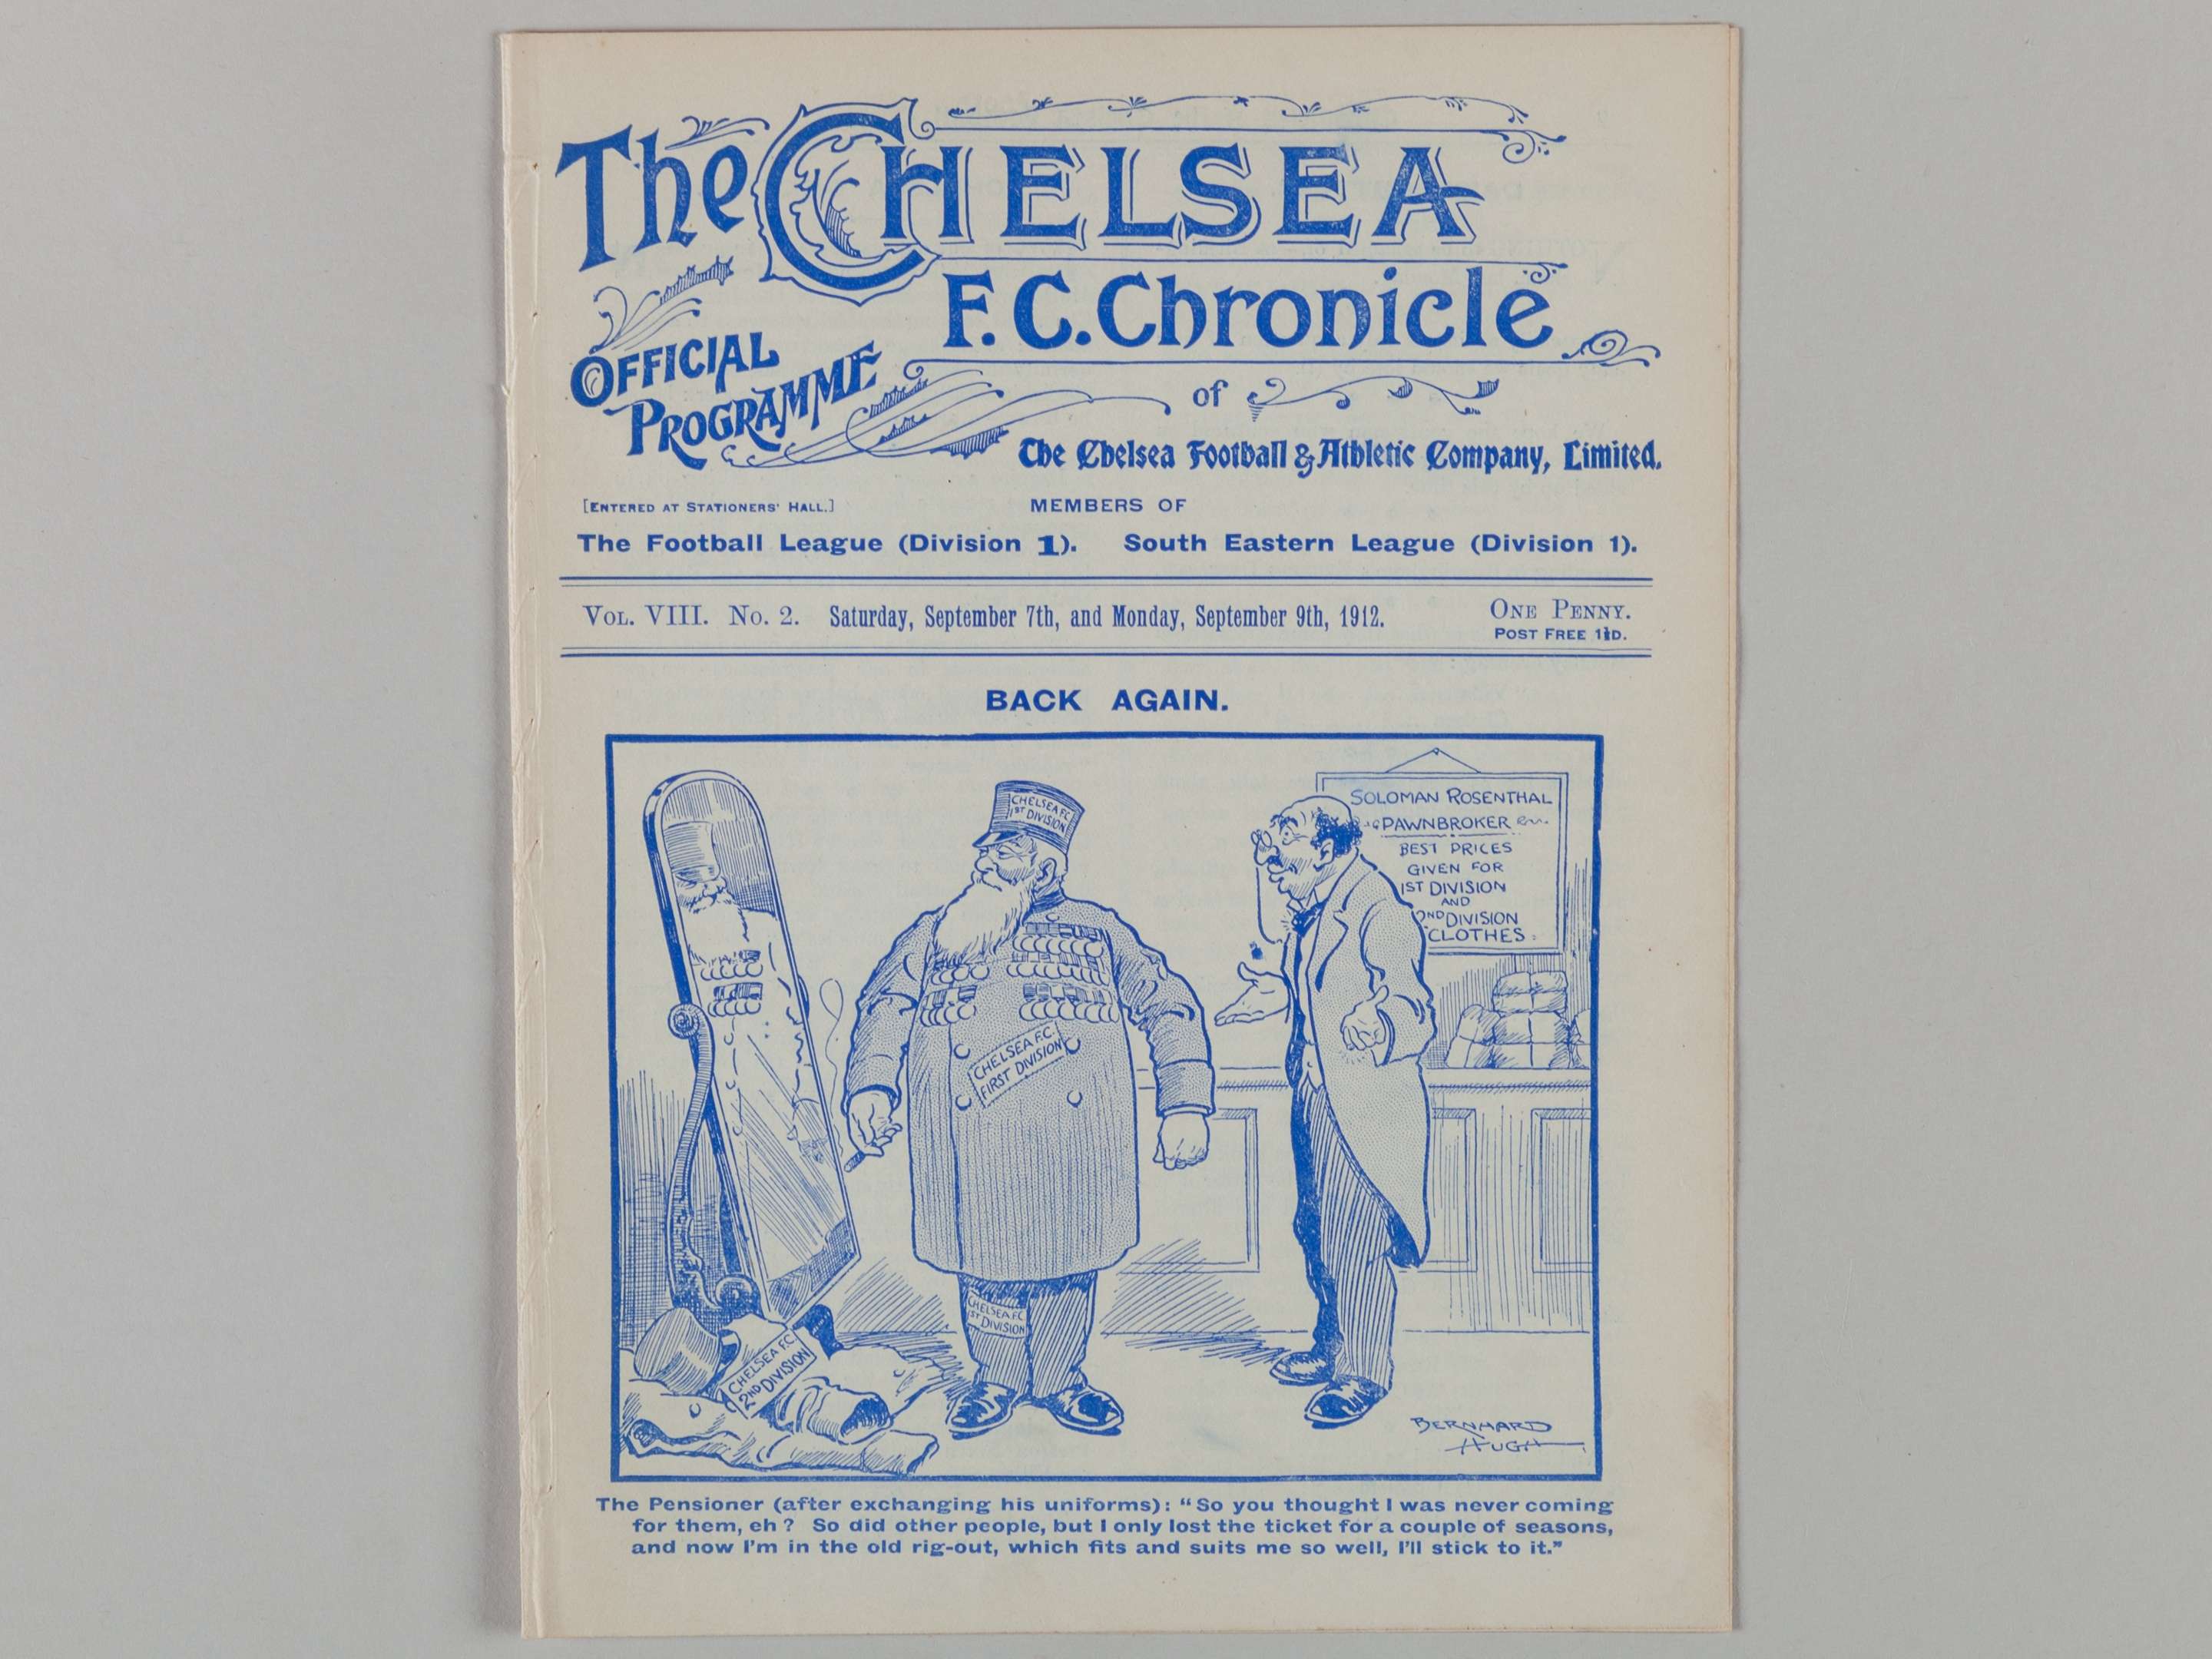 The CHELSEA
F.C. Chronicle
OFFICIAL
PROGRAMME
of
The Chelsea Football & Athletic Company, Limited.
[ENTERED AT STATIONERS' HALL.]
MEMBERS OF
The Football League (Division 1). South Eastern League (Division 1).
VOL. VIII. No. 2. Saturday, September 7th, and Monday, September 9th, 1912.
ONE PENNY.
POST FREE 1½D.
BACK AGAIN.
CHELSEA FC
1ST DIVISION
SOLOMAN ROSENTHAL
PAWNBROKER
BEST PRICES
GIVEN FOR
1ST DIVISION
AND
2ND DIVISION
CLOTHES.
CHELSEA F.C.
FIRST DIVISION
CHELSEA FC
1ST DIVISION
CHELSEA F.C.
2ND DIVISION
BERNHARD
HUGH
The Pensioner (after exchanging his uniforms): "So you thought I was never coming
for them, eh? So did other people, but I only lost the ticket for a couple of seasons,
and now I'm in the old rig-out, which fits and suits me so well, I'll stick to it."